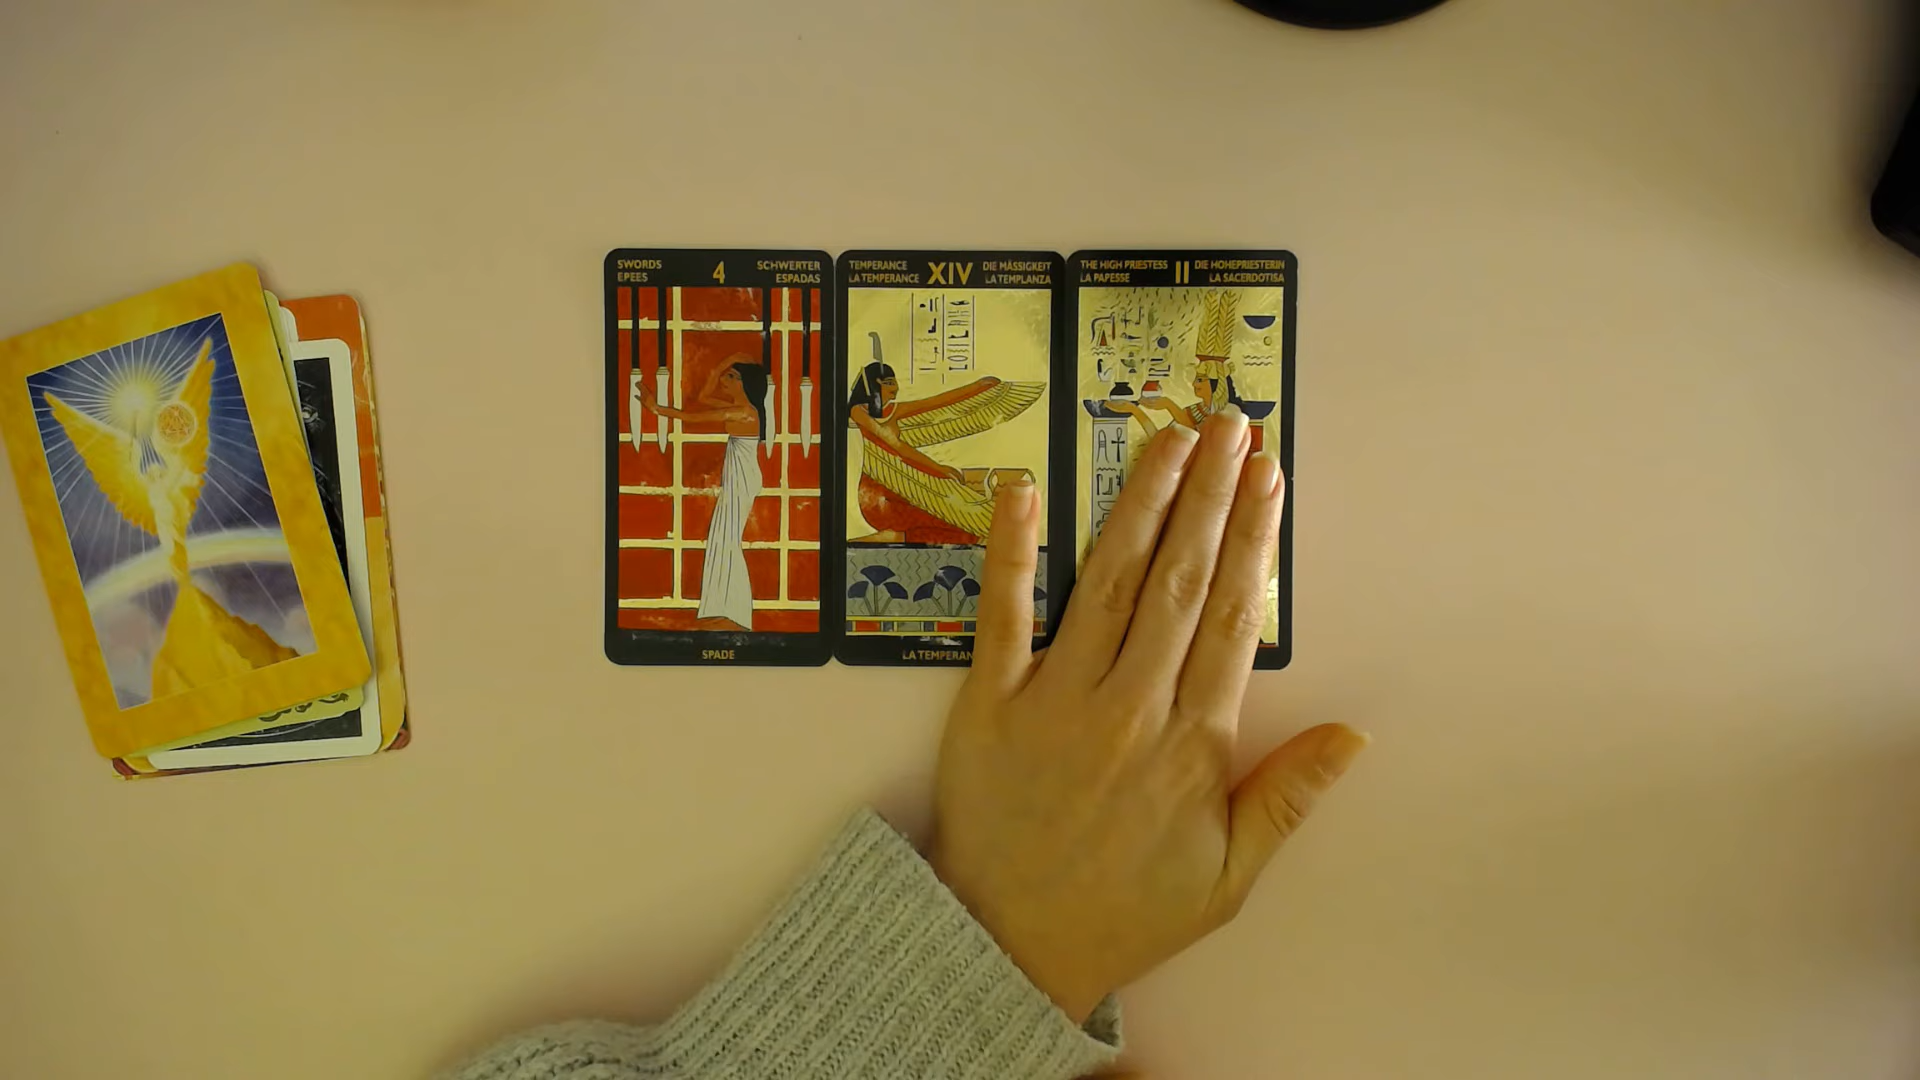 SWORDS 4 SCHWERTER
EPEES ESPADAS
SPADE
TEMPERANCE XIV DIE MÄSSIGKEIT
LA TEMPERANCE LA TEMPLANZA
LA TEMPERAN
THE HIGH PRIESTESS II DIE HOHEPRIESTERIN
LA PAPESSE LA SACERDOTISA